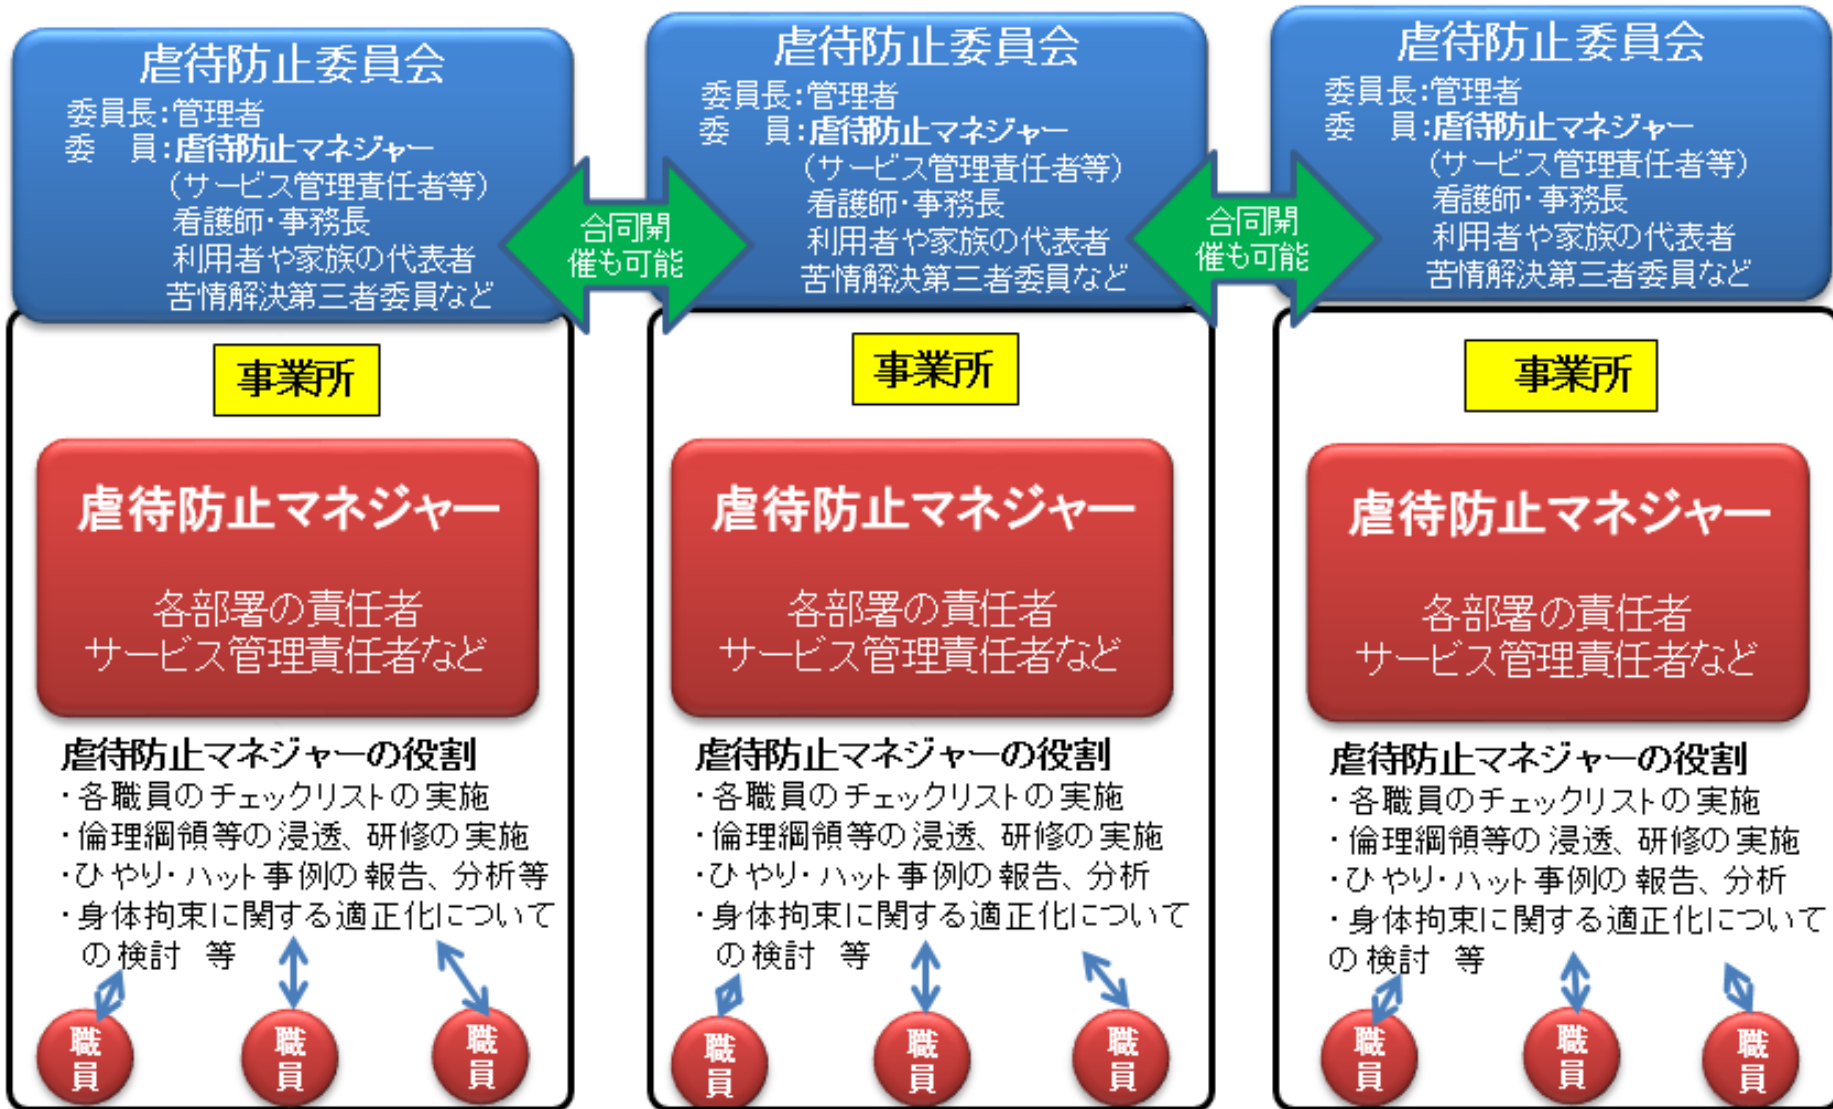 虐待防止委員会
委員長:管理者
委　員:虐待防止マネジャー
(サービス管理責任者等)
看護師・事務長
利用者や家族の代表者
苦情解決第三者委員など
合同開
催も可能
虐待防止委員会
委員長:管理者
委　員:虐待防止マネジャー
(サービス管理責任者等)
看護師・事務長
利用者や家族の代表者
苦情解決第三者委員など
合同開
催も可能
虐待防止委員会
委員長:管理者
委　員:虐待防止マネジャー
(サービス管理責任者等)
看護師・事務長
利用者や家族の代表者
苦情解決第三者委員など
事業所
虐待防止マネジャー
各部署の責任者
サービス管理責任者など
虐待防止マネジャーの役割
・各職員のチェックリストの実施
・倫理綱領等の浸透、研修の実施
・ひやり・ハット事例の報告、分析等
・身体拘束に関する適正化について
の検討　等
職員
職員
職員
事業所
虐待防止マネジャー
各部署の責任者
サービス管理責任者など
虐待防止マネジャーの役割
・各職員のチェックリストの実施
・倫理綱領等の浸透、研修の実施
・ひやり・ハット事例の報告、分析
・身体拘束に関する適正化について
の検討　等
職員
職員
職員
事業所
虐待防止マネジャー
各部署の責任者
サービス管理責任者など
虐待防止マネジャーの役割
・各職員のチェックリストの実施
・倫理綱領等の浸透、研修の実施
・ひやり・ハット事例の報告、分析
・身体拘束に関する適正化について
の検討　等
職員
職員
職員